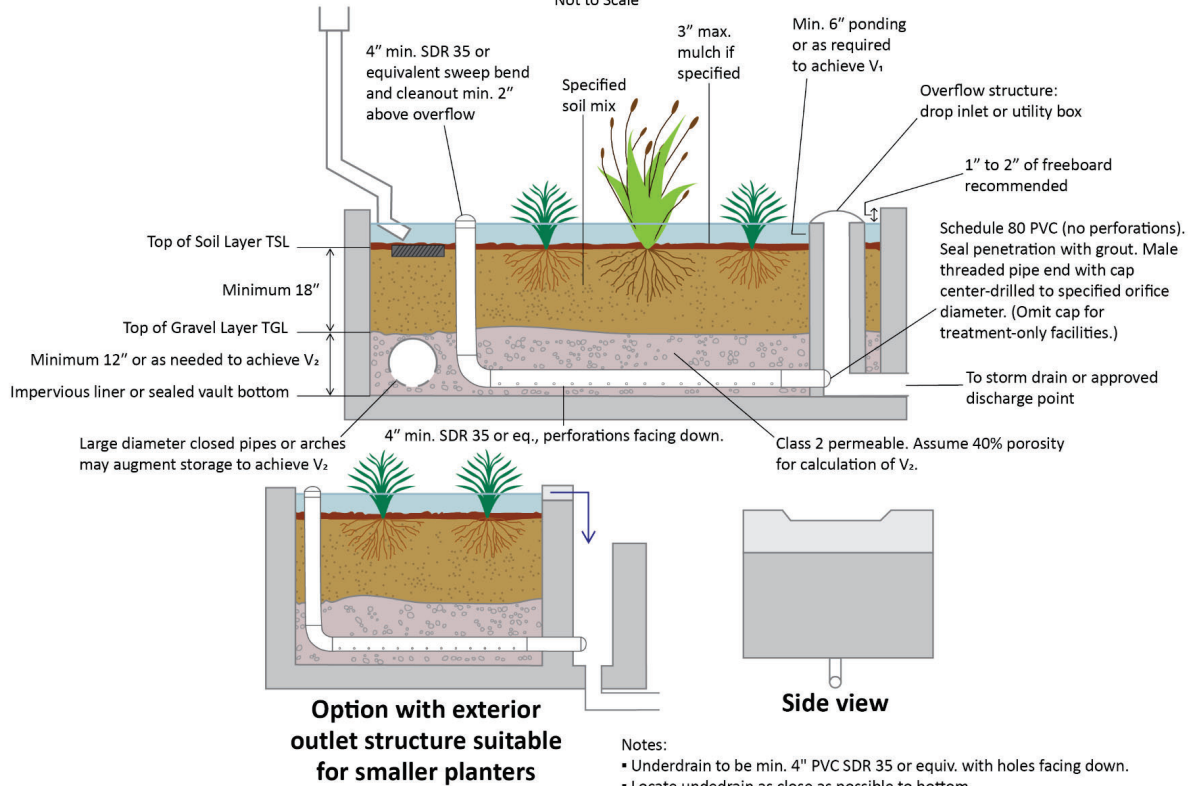 Not to Scale
4″ min. SDR 35 or
equivalent sweep bend
and cleanout min. 2″
above overflow
Specified
soil mix
3″ max.
mulch if
specified
Min. 6″ ponding
or as required
to achieve V₁
Overflow structure:
drop inlet or utility box
1″ to 2″ of freeboard
recommended
Schedule 80 PVC (no perforations).
Seal penetration with grout. Male
threaded pipe end with cap
center-drilled to specified orifice
diameter. (Omit cap for
treatment-only facilities.)
Top of Soil Layer TSL
Minimum 18″
Top of Gravel Layer TGL
Minimum 12″ or as needed to achieve V₂
Impervious liner or sealed vault bottom
To storm drain or approved
discharge point
Large diameter closed pipes or arches
may augment storage to achieve V₂
4″ min. SDR 35 or eq., perforations facing down.
Class 2 permeable. Assume 40% porosity
for calculation of V₂.
Option with exterior
outlet structure suitable
for smaller planters
Side view
Notes:
▪ Underdrain to be min. 4" PVC SDR 35 or equiv. with holes facing down.
▪ Locate undedrain as close as possible to bottom